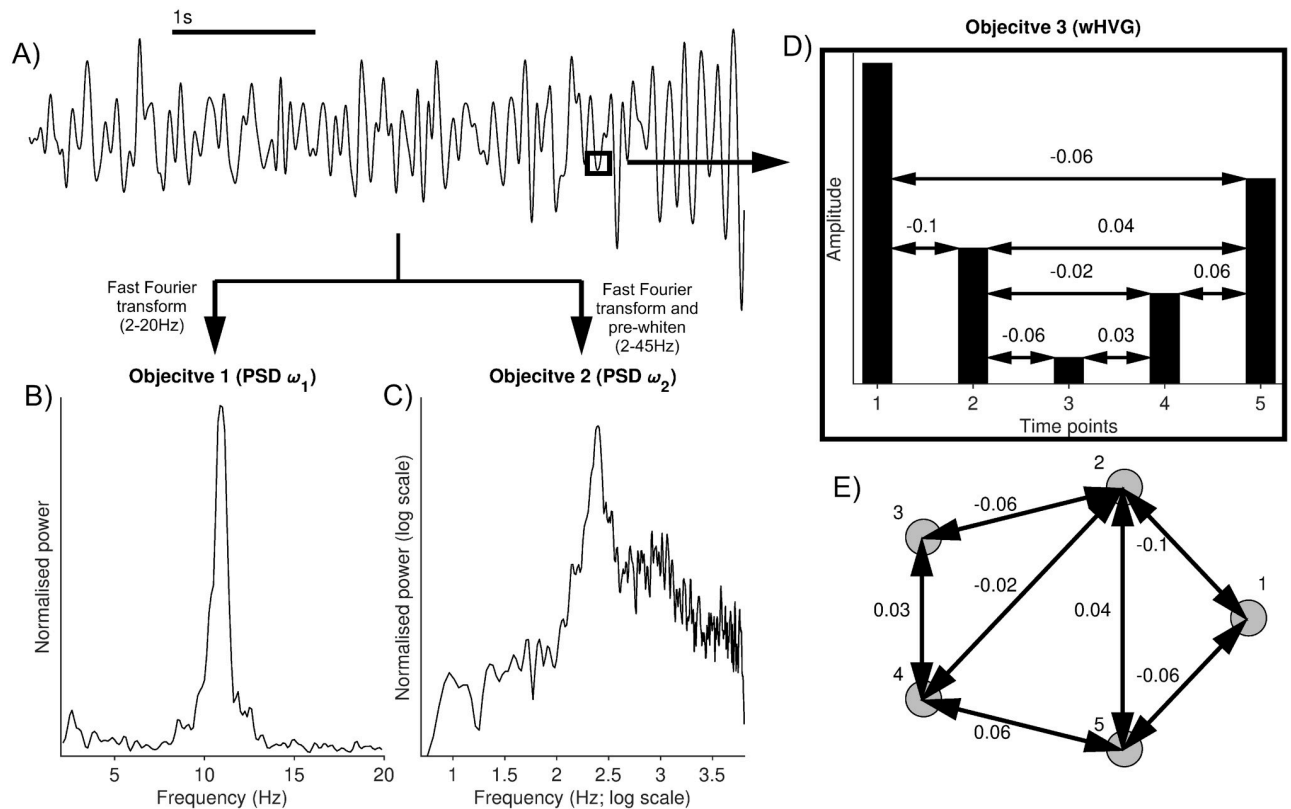 A)
1s
Fast Fourier
transform
(2-20Hz)
Fast Fourier
transform and
pre-whiten
(2-45Hz)
Objecitve 1 (PSD ω1)
B)
Normalised power
5
10
15
20
Frequency (Hz)
Objecitve 2 (PSD ω2)
C)
Normalised power (log scale)
1
1.5
2
2.5
3
3.5
Frequency (Hz; log scale)
Objecitve 3 (wHVG)
D)
Amplitude
-0.06
-0.1
0.04
-0.02
0.06
-0.06
0.03
1
2
3
4
5
Time points
E)
2
3
-0.06
-0.1
1
-0.02
0.03
0.04
-0.06
4
0.06
5